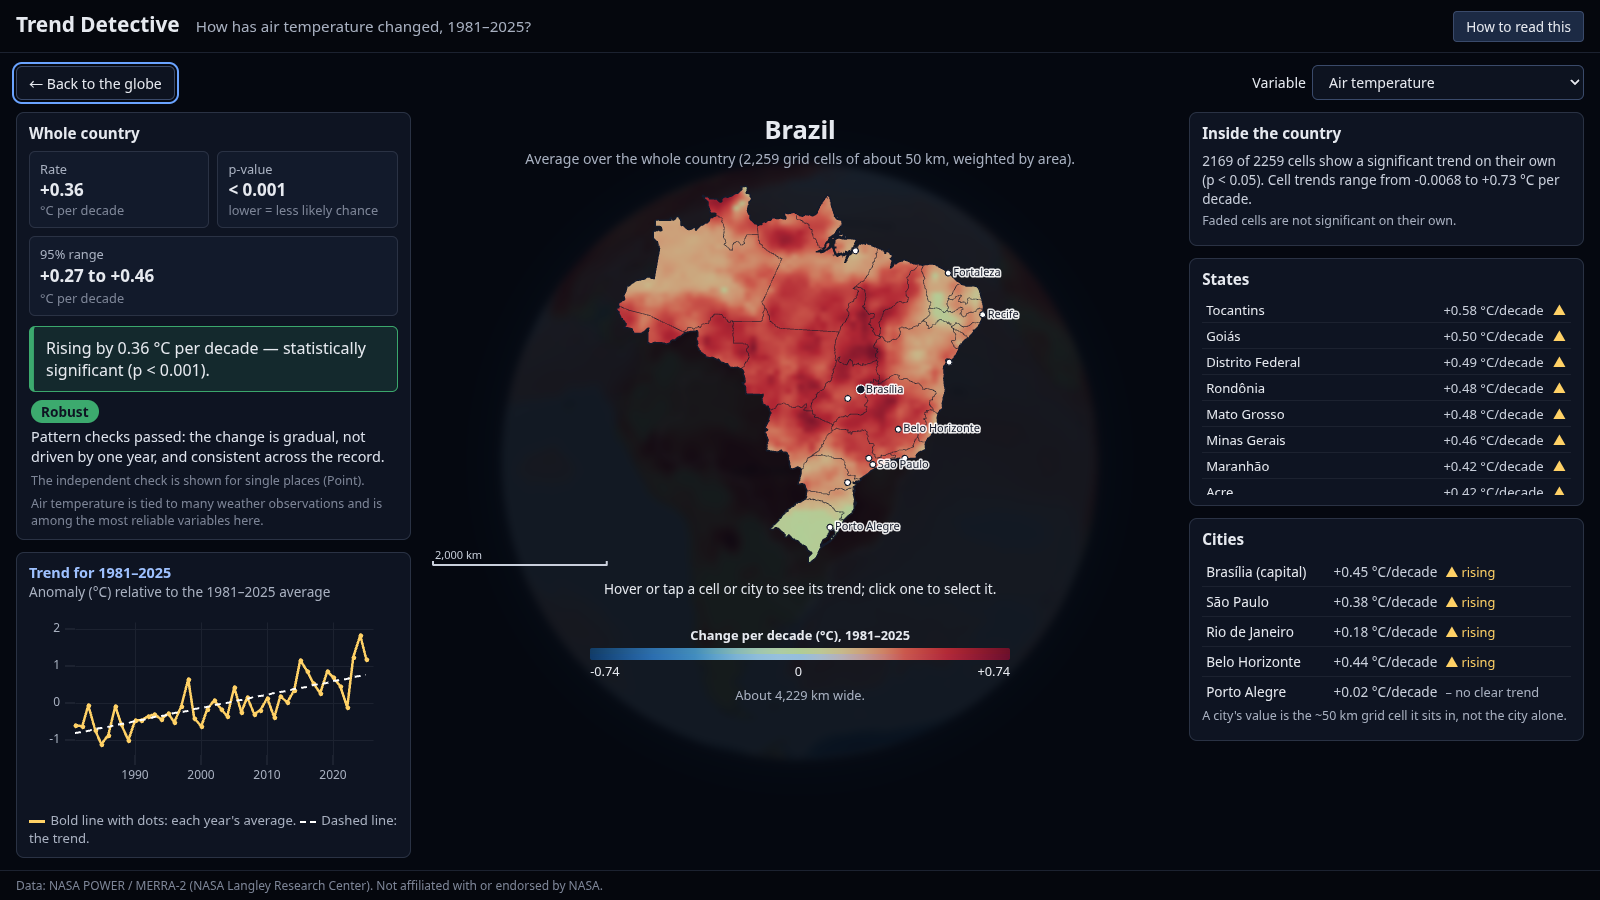 Trend Detective
How has air temperature changed, 1981–2025?
How to read this
← Back to the globe
Variable
Air temperature
Whole country
Rate
+0.36
°C per decade
p-value
< 0.001
lower = less likely chance
95% range
+0.27 to +0.46
°C per decade
Rising by 0.36 °C per decade — statistically
significant (p < 0.001).
Robust
Pattern checks passed: the change is gradual, not
driven by one year, and consistent across the record.
The independent check is shown for single places (Point).
Air temperature is tied to many weather observations and is
among the most reliable variables here.
Trend for 1981–2025
Anomaly (°C) relative to the 1981–2025 average
2
1
0
-1
1990
2000
2010
2020
Bold line with dots: each year's average. Dashed line:
the trend.
Brazil
Average over the whole country (2,259 grid cells of about 50 km, weighted by area).
Fortaleza
Recife
Brasília
Belo Horizonte
São Paulo
Porto Alegre
2,000 km
Hover or tap a cell or city to see its trend; click one to select it.
Change per decade (°C), 1981–2025
-0.74
0
+0.74
About 4,229 km wide.
Inside the country
2169 of 2259 cells show a significant trend on their own
(p < 0.05). Cell trends range from -0.0068 to +0.73 °C per
decade.
Faded cells are not significant on their own.
States
Tocantins +0.58 °C/decade ▲
Goiás +0.50 °C/decade ▲
Distrito Federal +0.49 °C/decade ▲
Rondônia +0.48 °C/decade ▲
Mato Grosso +0.48 °C/decade ▲
Minas Gerais +0.46 °C/decade ▲
Maranhão +0.42 °C/decade ▲
Acre +0.42 °C/decade ▲
Cities
Brasília (capital) +0.45 °C/decade ▲ rising
São Paulo +0.38 °C/decade ▲ rising
Rio de Janeiro +0.18 °C/decade ▲ rising
Belo Horizonte +0.44 °C/decade ▲ rising
Porto Alegre +0.02 °C/decade – no clear trend
A city's value is the ~50 km grid cell it sits in, not the city alone.
Data: NASA POWER / MERRA-2 (NASA Langley Research Center). Not affiliated with or endorsed by NASA.